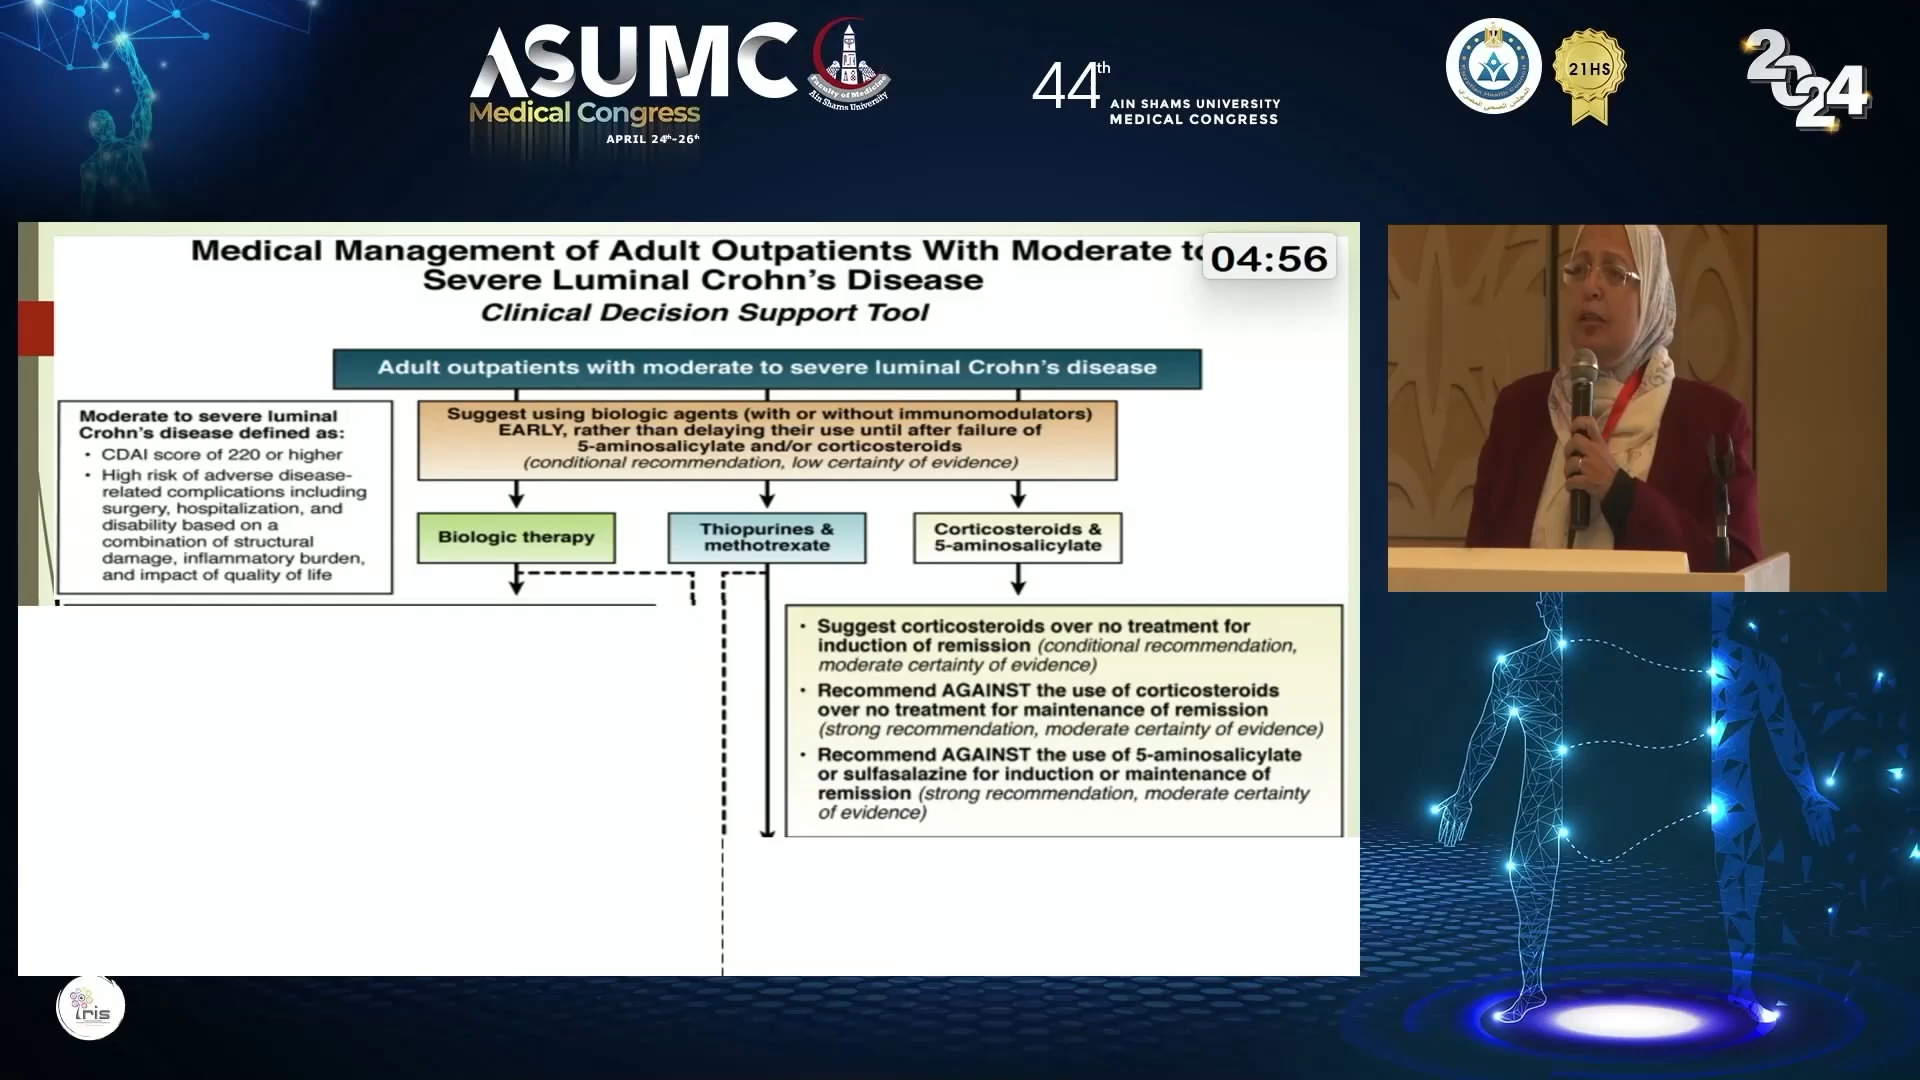 ASUMC
Medical Congress
APRIL 24th-26th
Faculty of Medicine
Ain Shams University
44th
AIN SHAMS UNIVERSITY
MEDICAL CONGRESS
21HS
2024
Medical Management of Adult Outpatients With Moderate to
Severe Luminal Crohn's Disease
04:56
Clinical Decision Support Tool
Adult outpatients with moderate to severe luminal Crohn's disease
Moderate to severe luminal
Crohn's disease defined as:
• CDAI score of 220 or higher
• High risk of adverse disease-
related complications including
surgery, hospitalization, and
disability based on a
combination of structural
damage, inflammatory burden,
and impact of quality of life
Suggest using biologic agents (with or without immunomodulators)
EARLY, rather than delaying their use until after failure of
5-aminosalicylate and/or corticosteroids
(conditional recommendation, low certainty of evidence)
Biologic therapy
Thiopurines &
methotrexate
Corticosteroids &
5-aminosalicylate
• Suggest corticosteroids over no treatment for
induction of remission (conditional recommendation,
moderate certainty of evidence)
• Recommend AGAINST the use of corticosteroids
over no treatment for maintenance of remission
(strong recommendation, moderate certainty of evidence)
• Recommend AGAINST the use of 5-aminosalicylate
or sulfasalazine for induction or maintenance of
remission (strong recommendation, moderate certainty
of evidence)
iris